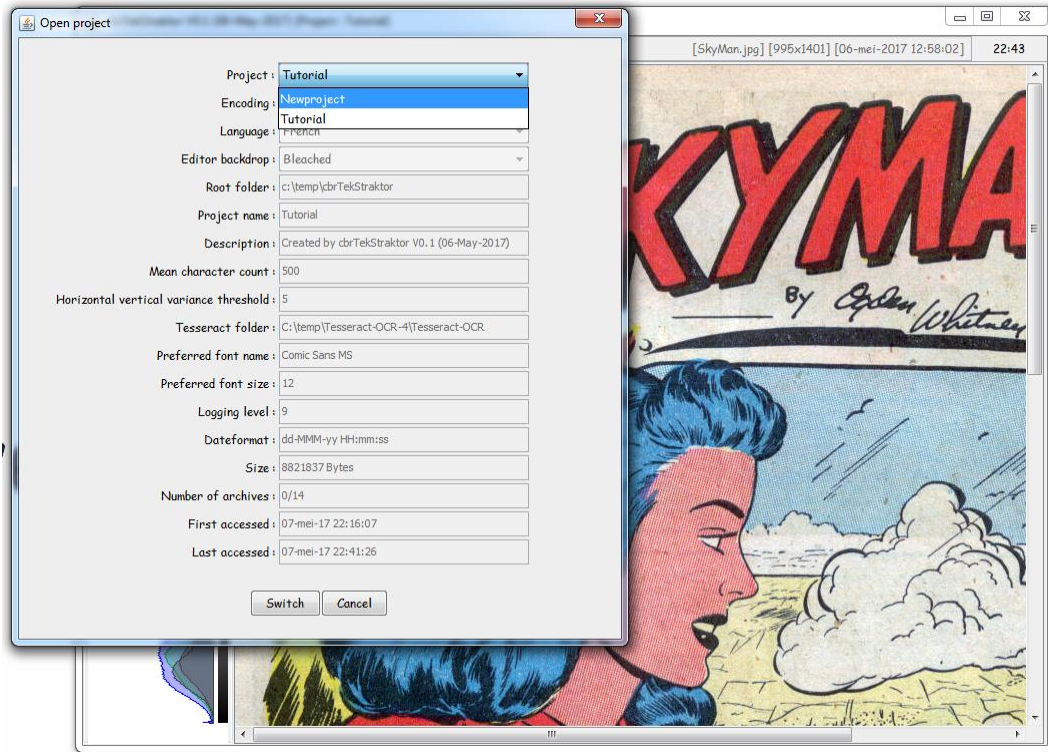 Open project
[SkyMan.jpg] [995x1401] [06-mei-2017 12:58:02] 22:43
Project : Tutorial
Newproject
Tutorial
Encoding :
Language : French
Editor backdrop : Bleached
Root folder : c:\temp\cbrTekStraktor
Project name : Tutorial
Description : Created by cbrTekStraktor V0.1 (06-May-2017)
Mean character count : 500
Horizontal vertical variance threshold : 5
Tesseract folder : C:\temp\Tesseract-OCR-4\Tesseract-OCR
Preferred font name : Comic Sans MS
Preferred font size : 12
Logging level : 9
Dateformat : dd-MMM-yy HH:mm:ss
Size : 8821837 Bytes
Number of archives : 0/14
First accessed : 07-mei-17 22:16:07
Last accessed : 07-mei-17 22:41:26
Switch Cancel
KYMA
By Ogden Whitney